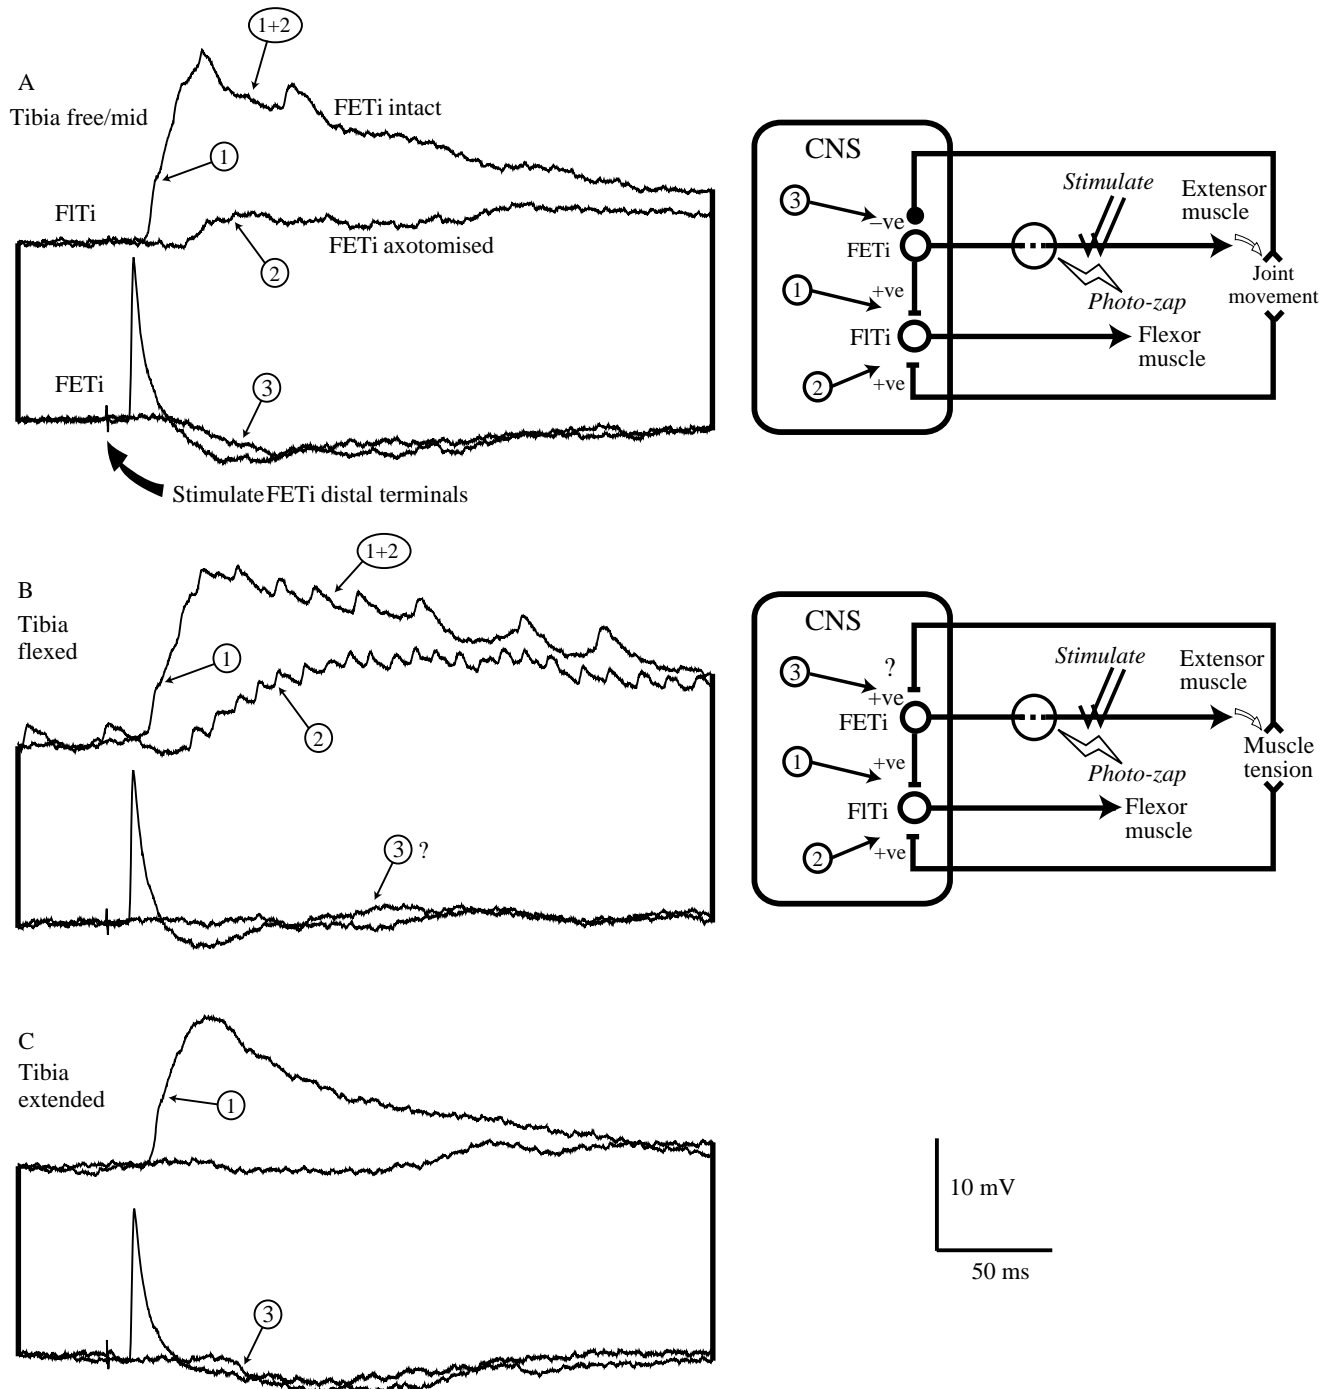 1+2
A
Tibia free/mid
FETi intact
1
FlTi
FETi axotomised
2
FETi
3
Stimulate FETi distal terminals
CNS
3
–ve
FETi
Stimulate
Extensor
muscle
1
+ve
Photo-zap
Joint
movement
FlTi
Flexor
muscle
2
+ve
1+2
B
Tibia
flexed
1
2
3 ?
CNS
3
?
+ve
FETi
Stimulate
Extensor
muscle
1
+ve
Photo-zap
Muscle
tension
FlTi
Flexor
muscle
2
+ve
C
Tibia
extended
1
3
10 mV
50 ms